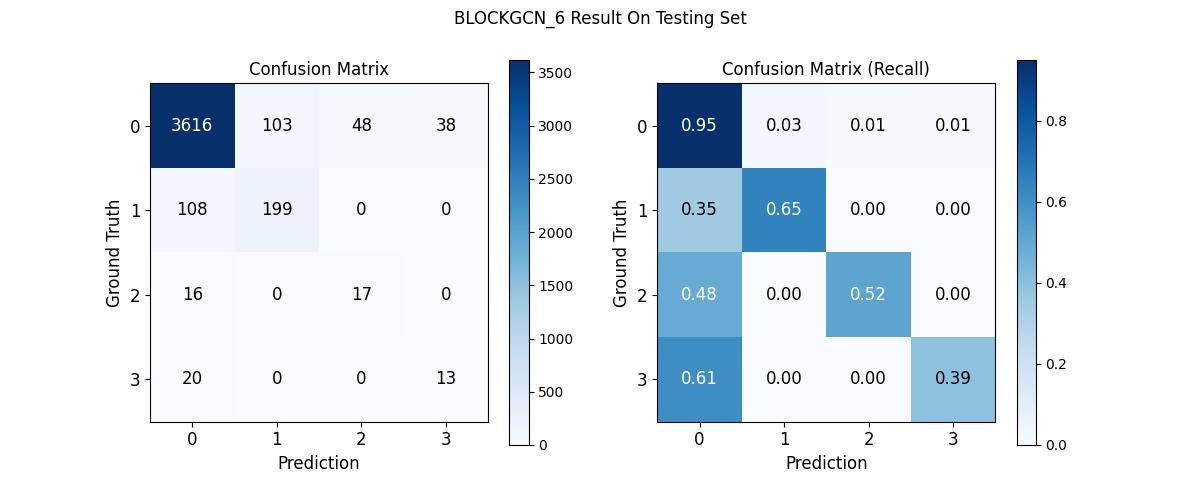 BLOCKGCN_6 Result On Testing Set
Confusion Matrix
Ground Truth
0 3616 103 48 38
1 108 199 0 0
2 16 0 17 0
3 20 0 0 13
0 1 2 3
Prediction
3500
3000
2500
2000
1500
1000
500
0
Confusion Matrix (Recall)
Ground Truth
0 0.95 0.03 0.01 0.01
1 0.35 0.65 0.00 0.00
2 0.48 0.00 0.52 0.00
3 0.61 0.00 0.00 0.39
0 1 2 3
Prediction
0.8
0.6
0.4
0.2
0.0